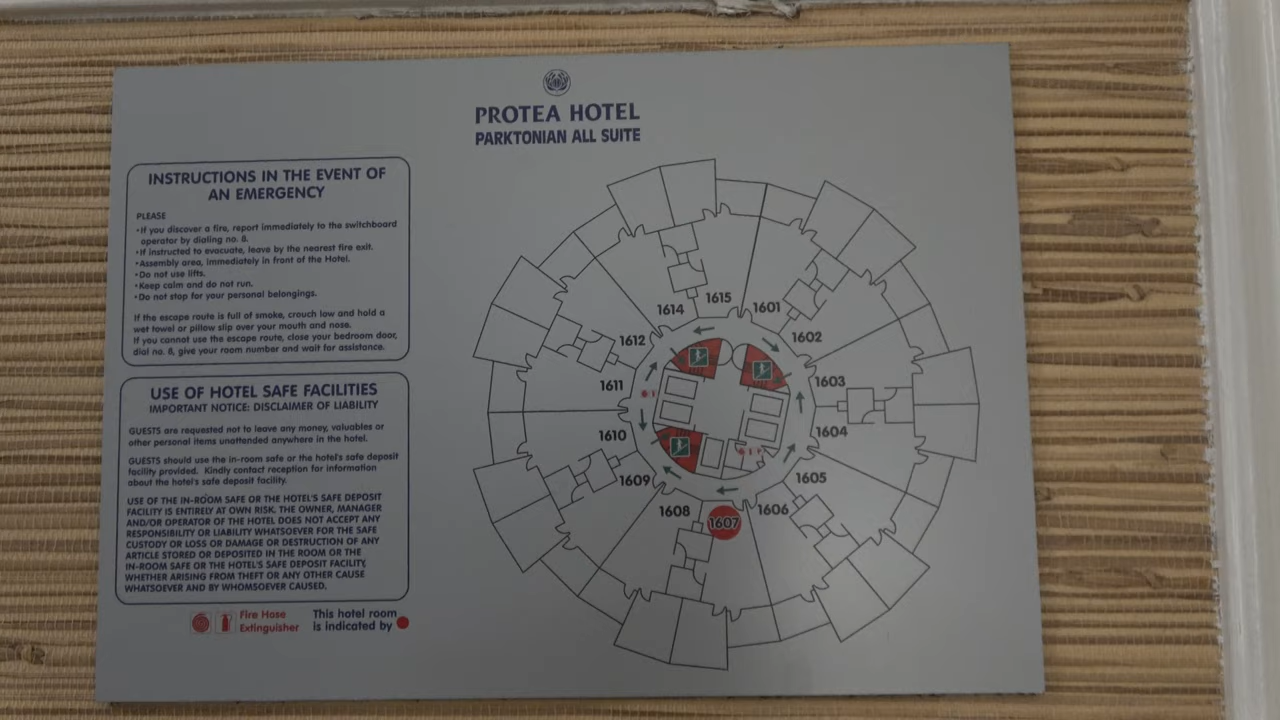 PROTEA HOTEL
PARKTONIAN ALL SUITE
INSTRUCTIONS IN THE EVENT OF
AN EMERGENCY
PLEASE
•If you discover a fire, report immediately to the switchboard
operator by dialing no. 8.
•If instructed to evacuate, leave by the nearest fire exit.
•Assembly area, immediately in front of the Hotel.
•Do not use lifts.
•Keep calm and do not run.
•Do not stop for your personal belongings.
If the escape route is full of smoke, crouch low and hold a
wet towel or pillow slip over your mouth and nose.
If you cannot use the escape route, close your bedroom door,
dial no. 8, give your room number and wait for assistance.
USE OF HOTEL SAFE FACILITIES
IMPORTANT NOTICE: DISCLAIMER OF LIABILITY
GUESTS are requested not to leave any money, valuables or
other personal items unattended anywhere in the hotel.
GUESTS should use the in-room safe or the hotel's safe deposit
facility provided. Kindly contact reception for information
about the hotel's safe deposit facility.
USE OF THE IN-ROOM SAFE OR THE HOTEL'S SAFE DEPOSIT
FACILITY IS ENTIRELY AT OWN RISK. THE OWNER, MANAGER
AND/OR OPERATOR OF THE HOTEL DOES NOT ACCEPT ANY
RESPONSIBILITY OR LIABILITY WHATSOEVER FOR THE SAFE
CUSTODY OR LOSS OR DAMAGE OR DESTRUCTION OF ANY
ARTICLE STORED OR DEPOSITED IN THE ROOM OR THE
IN-ROOM SAFE OR THE HOTEL'S SAFE DEPOSIT FACILITY,
WHETHER ARISING FROM THEFT OR ANY OTHER CAUSE
WHATSOEVER AND BY WHOMSOEVER CAUSED.
Fire Hose
Extinguisher
This hotel room
is indicated by
1614
1615
1601
1612
1602
1611
1603
1610
1604
1609
1605
1608
1607
1606